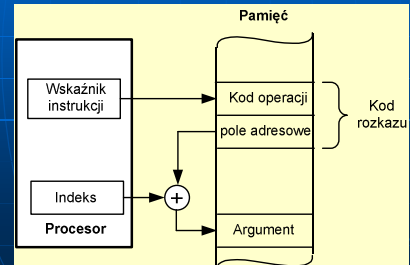 Pamięć
Wskaźnik
instrukcji
Kod operacji
pole adresowe
Kod
rozkazu
Indeks
+
Argument
Procesor